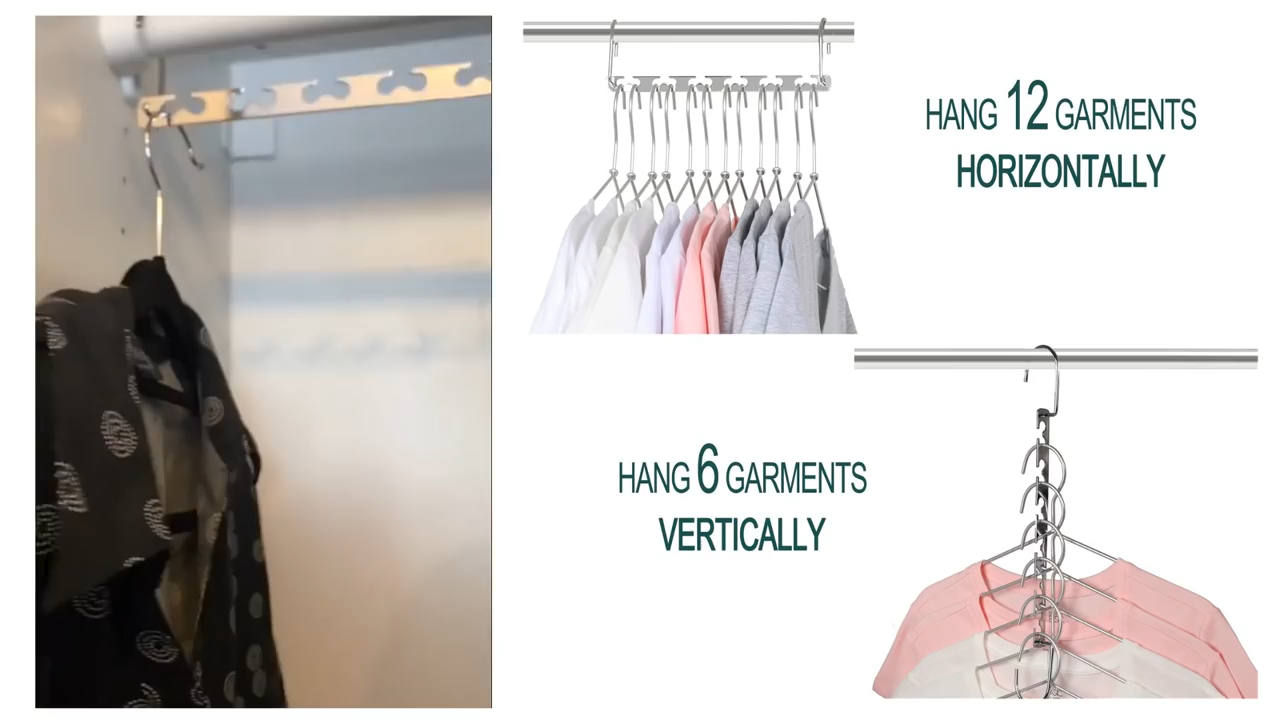 HANG 12 GARMENTS
HORIZONTALLY
HANG 6 GARMENTS
VERTICALLY